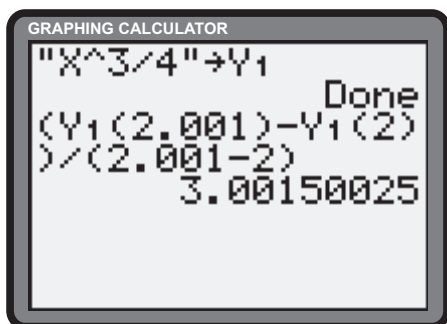 GRAPHING CALCULATOR
"X^3/4"→Y₁
Done
(Y₁(2.001)-Y₁(2)
)/(2.001-2)
3.00150025